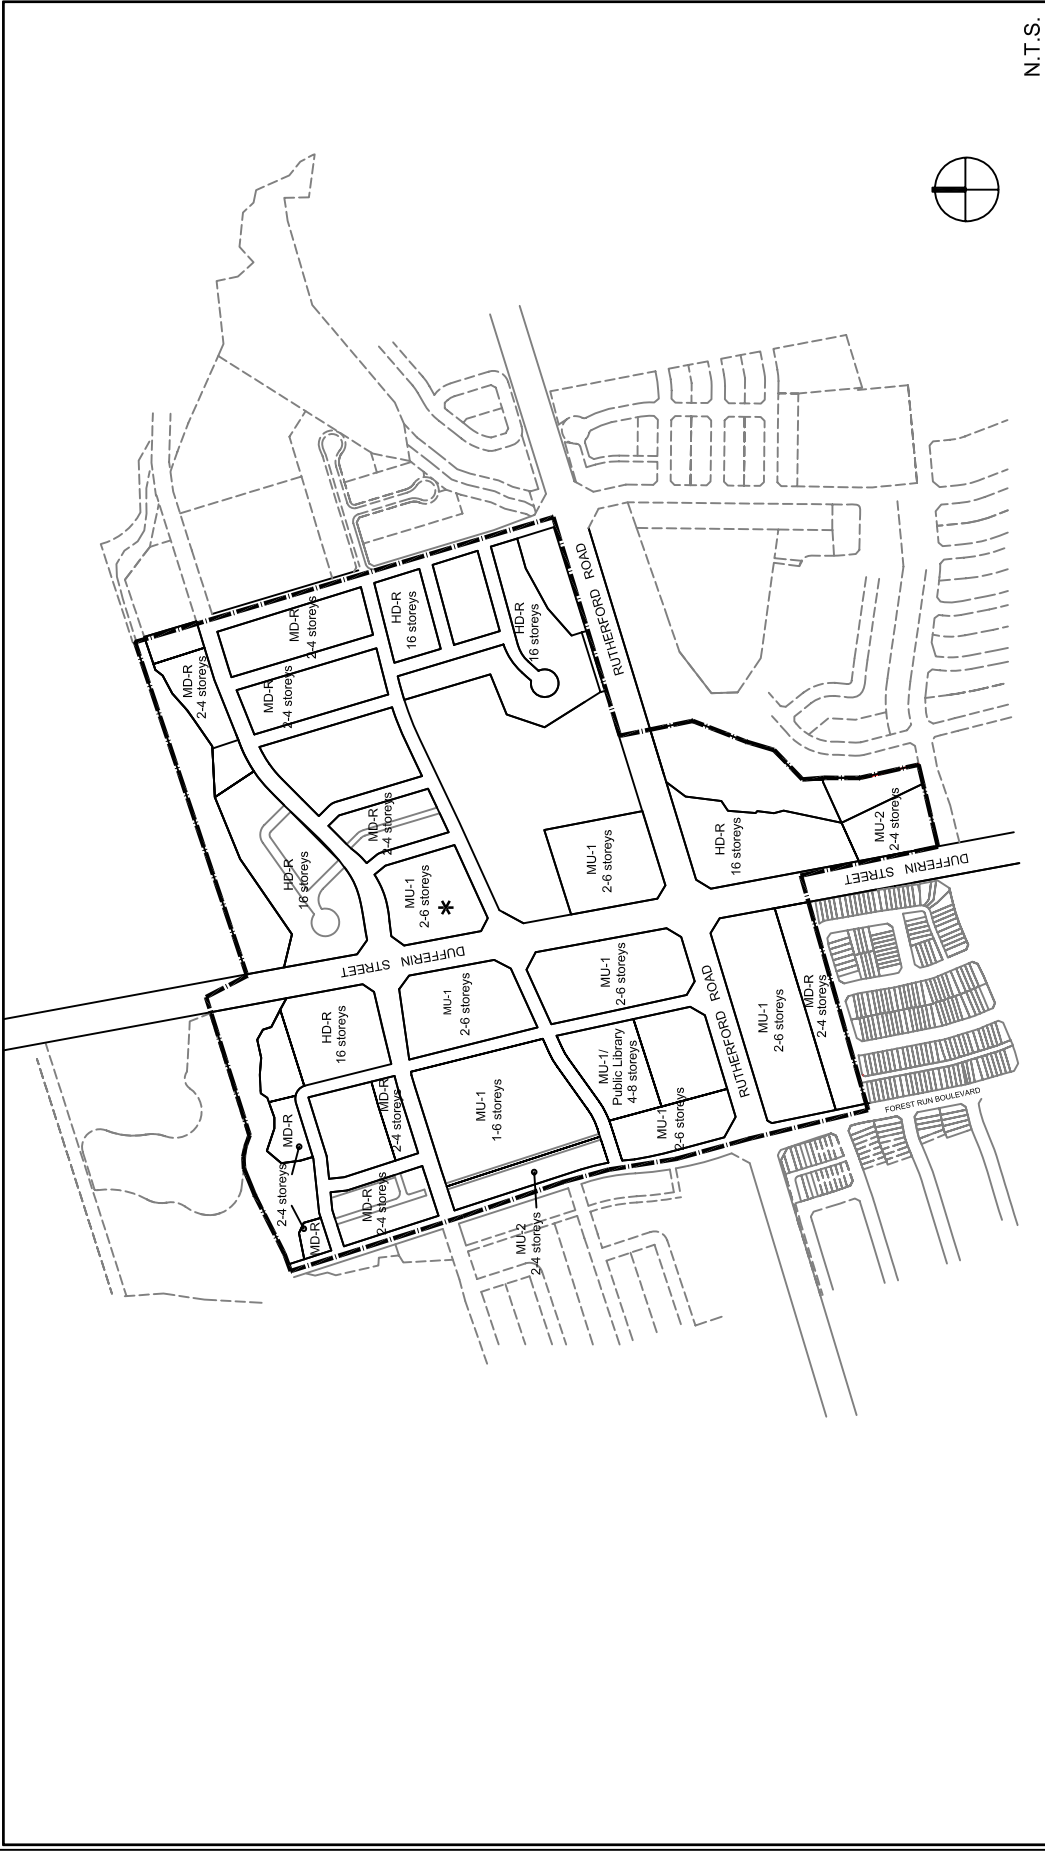 N.T.S.
MD-R
2-4 storeys
MD-R
2-4 storeys
MD-R
2-4 storeys
HD-R
16 storeys
HD-R
16 storeys
RUTHERFORD ROAD
HD-R
16 storeys
MD-R
2-4 storeys
MU-1
2-6 storeys
*
MU-1
2-6 storeys
HD-R
16 storeys
MU-2
2-4 storeys
DUFFERIN STREET
DUFFERIN STREET
HD-R
16 storeys
MU-1
2-6 storeys
MU-1
2-6 storeys
MU-1
2-6 storeys
MD-R
2-4 storeys
RUTHERFORD ROAD
FOREST RUN BOULEVARD
MD-R
MD-R
2-4 storeys
MU-1
1-6 storeys
MU-1/
Public Library
4-8 storeys
MU-1
2-6 storeys
2-4 storeys
MD-R
MD-R
2-4 storeys
MU-2
2-4 storeys